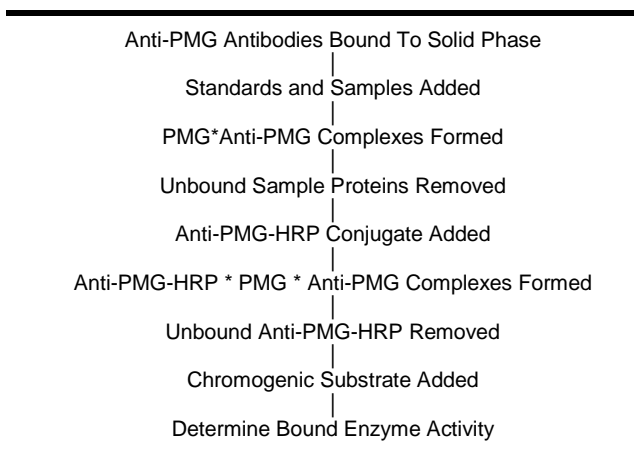 Anti-PMG Antibodies Bound To Solid Phase
Standards and Samples Added
PMG*Anti-PMG Complexes Formed
Unbound Sample Proteins Removed
Anti-PMG-HRP Conjugate Added
Anti-PMG-HRP * PMG * Anti-PMG Complexes Formed
Unbound Anti-PMG-HRP Removed
Chromogenic Substrate Added
Determine Bound Enzyme Activity